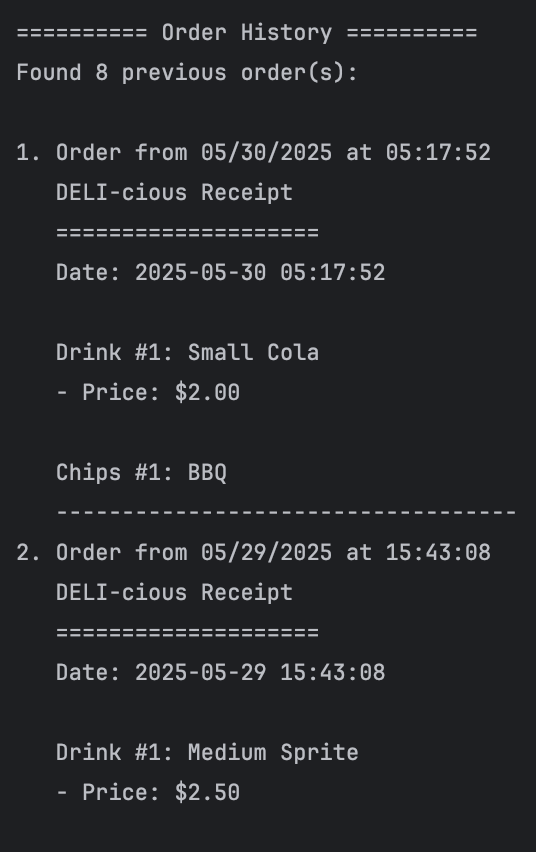 ========== Order History ==========
Found 8 previous order(s):

1. Order from 05/30/2025 at 05:17:52
   DELI-cious Receipt
   ====================
   Date: 2025-05-30 05:17:52

   Drink #1: Small Cola
   - Price: $2.00

   Chips #1: BBQ
   -----------------------------------
2. Order from 05/29/2025 at 15:43:08
   DELI-cious Receipt
   ====================
   Date: 2025-05-29 15:43:08

   Drink #1: Medium Sprite
   - Price: $2.50